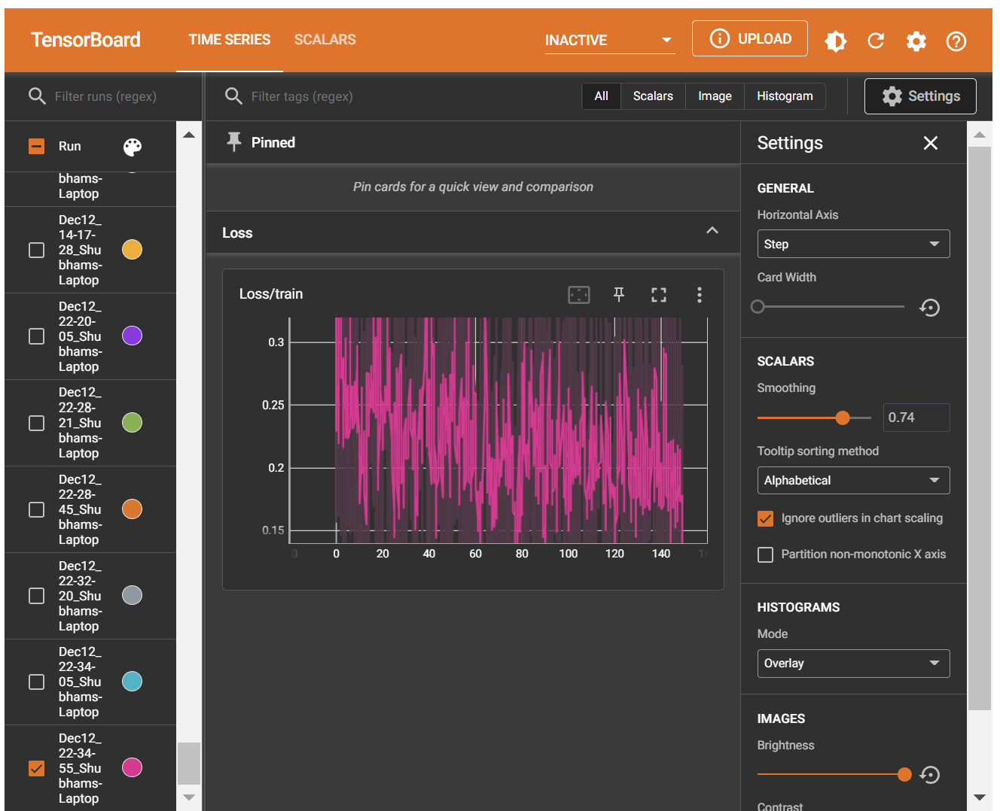 TensorBoard
TIME SERIES
SCALARS
INACTIVE
UPLOAD
Filter runs (regex)
Filter tags (regex)
All
Scalars
Image
Histogram
Settings
Run
bhams-
Laptop
Dec12_
14-17-
28_Shu
bhams-
Laptop
Dec12_
22-20-
05_Shu
bhams-
Laptop
Dec12_
22-28-
21_Shu
bhams-
Laptop
Dec12_
22-28-
45_Shu
bhams-
Laptop
Dec12_
22-32-
20_Shu
bhams-
Laptop
Dec12_
22-34-
05_Shu
bhams-
Laptop
Dec12_
22-34-
55_Shu
bhams-
Laptop
Pinned
Pin cards for a quick view and comparison
Loss
Loss/train
0.3
0.25
0.2
0.15
0
0
20
40
60
80
100
120
140
Settings
GENERAL
Horizontal Axis
Step
Card Width
SCALARS
Smoothing
0.74
Tooltip sorting method
Alphabetical
Ignore outliers in chart scaling
Partition non-monotonic X axis
HISTOGRAMS
Mode
Overlay
IMAGES
Brightness
Contrast